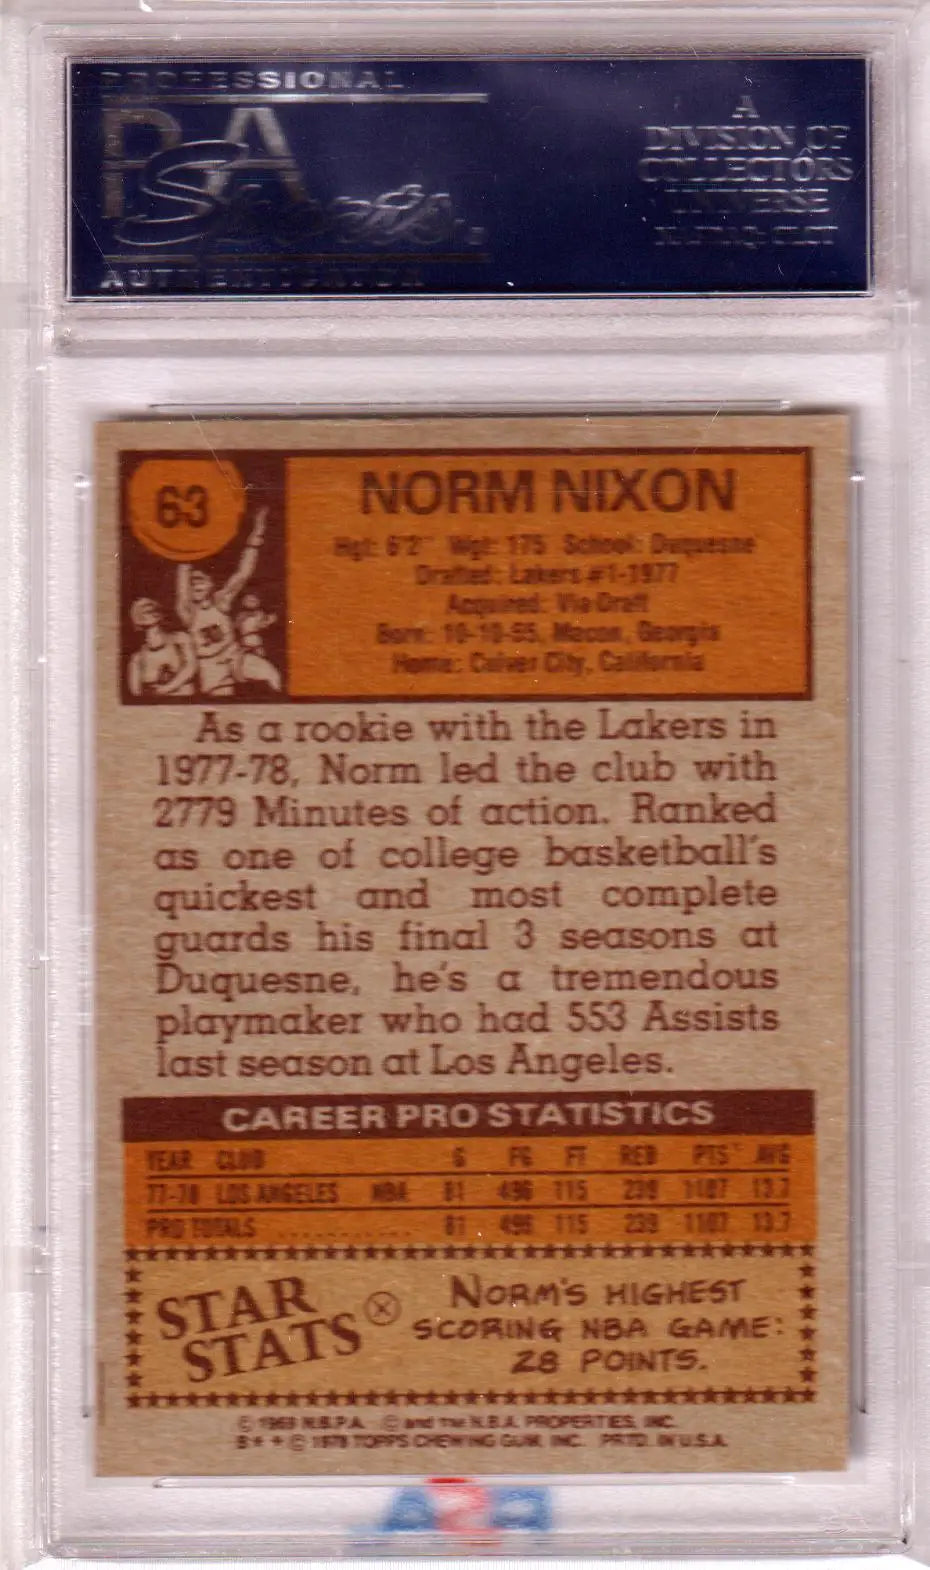 PROFESSIONAL
PSA
Sports
AUTHENTICATOR
A
DIVISION OF
COLLECTORS
UNIVERSE
63
NORM NIXON
Hgt: 6'2" Wgt: 175 School: Duquesne
Drafted: Lakers #1-1977
Acquired: Via Draft
Born: 10-10-55, Macon, Georgia
Home: Culver City, California
As a rookie with the Lakers in
1977-78, Norm led the club with
2779 Minutes of action. Ranked
as one of college basketball's
quickest and most complete
guards his final 3 seasons at
Duquesne, he's a tremendous
playmaker who had 553 Assists
last season at Los Angeles.
CAREER PRO STATISTICS
YEAR CLUB G FG FT REB PTS AVG
77-78 LOS ANGELES NBA 81 496 115 239 1107 13.7
PRO TOTALS ............ 81 496 115 239 1107 13.7
STAR
STATS
NORM'S HIGHEST
SCORING NBA GAME:
28 POINTS.
© 1969 N.B.P.A. © and TM N.B.A. PROPERTIES, INC.
B * * © 1978 TOPPS CHEWING GUM, INC. PRTD. IN U.S.A.